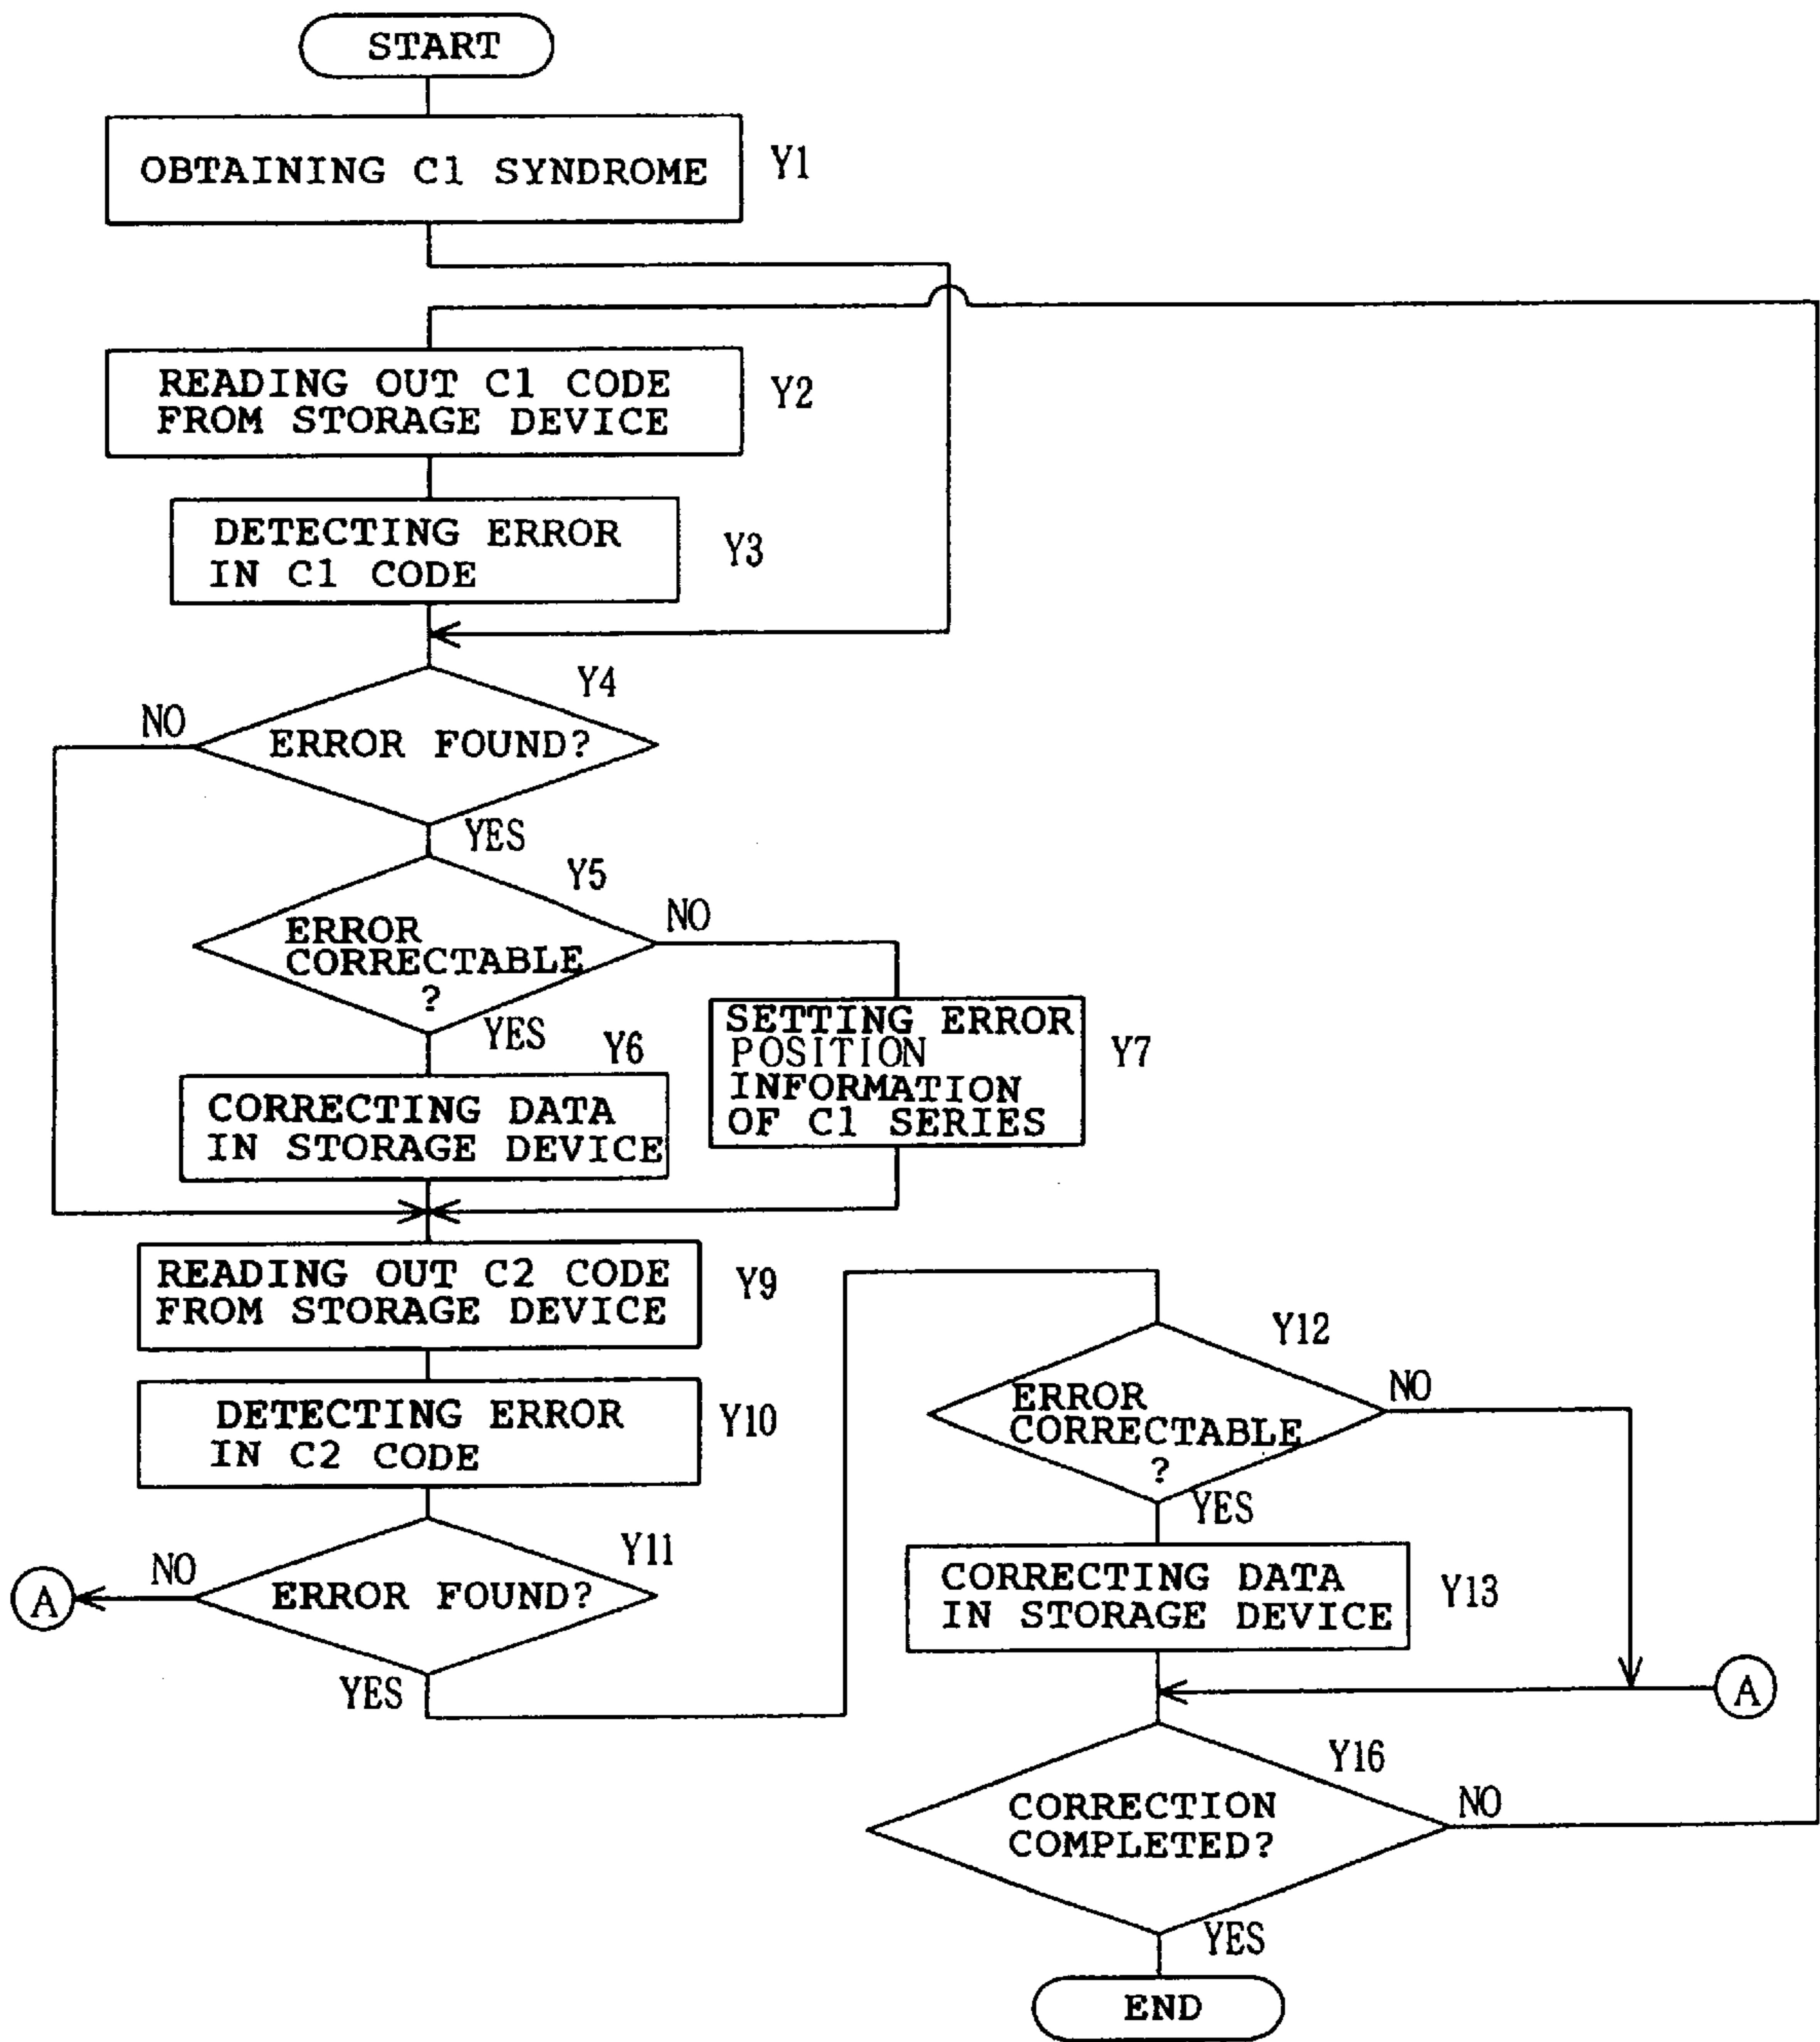 START
OBTAINING C1 SYNDROME
Y1
READING OUT C1 CODE
FROM STORAGE DEVICE
Y2
DETECTING ERROR
IN C1 CODE
Y3
Y4
NO
ERROR FOUND?
YES
Y5
ERROR
CORRECTABLE
?
NO
YES
Y6
CORRECTING DATA
IN STORAGE DEVICE
SETTING ERROR
POSITION
INFORMATION
OF C1 SERIES
Y7
READING OUT C2 CODE
FROM STORAGE DEVICE
Y9
DETECTING ERROR
IN C2 CODE
Y10
Y11
NO
A
ERROR FOUND?
YES
Y12
ERROR
CORRECTABLE
?
NO
YES
CORRECTING DATA
IN STORAGE DEVICE
Y13
A
Y16
CORRECTION
COMPLETED?
NO
YES
END